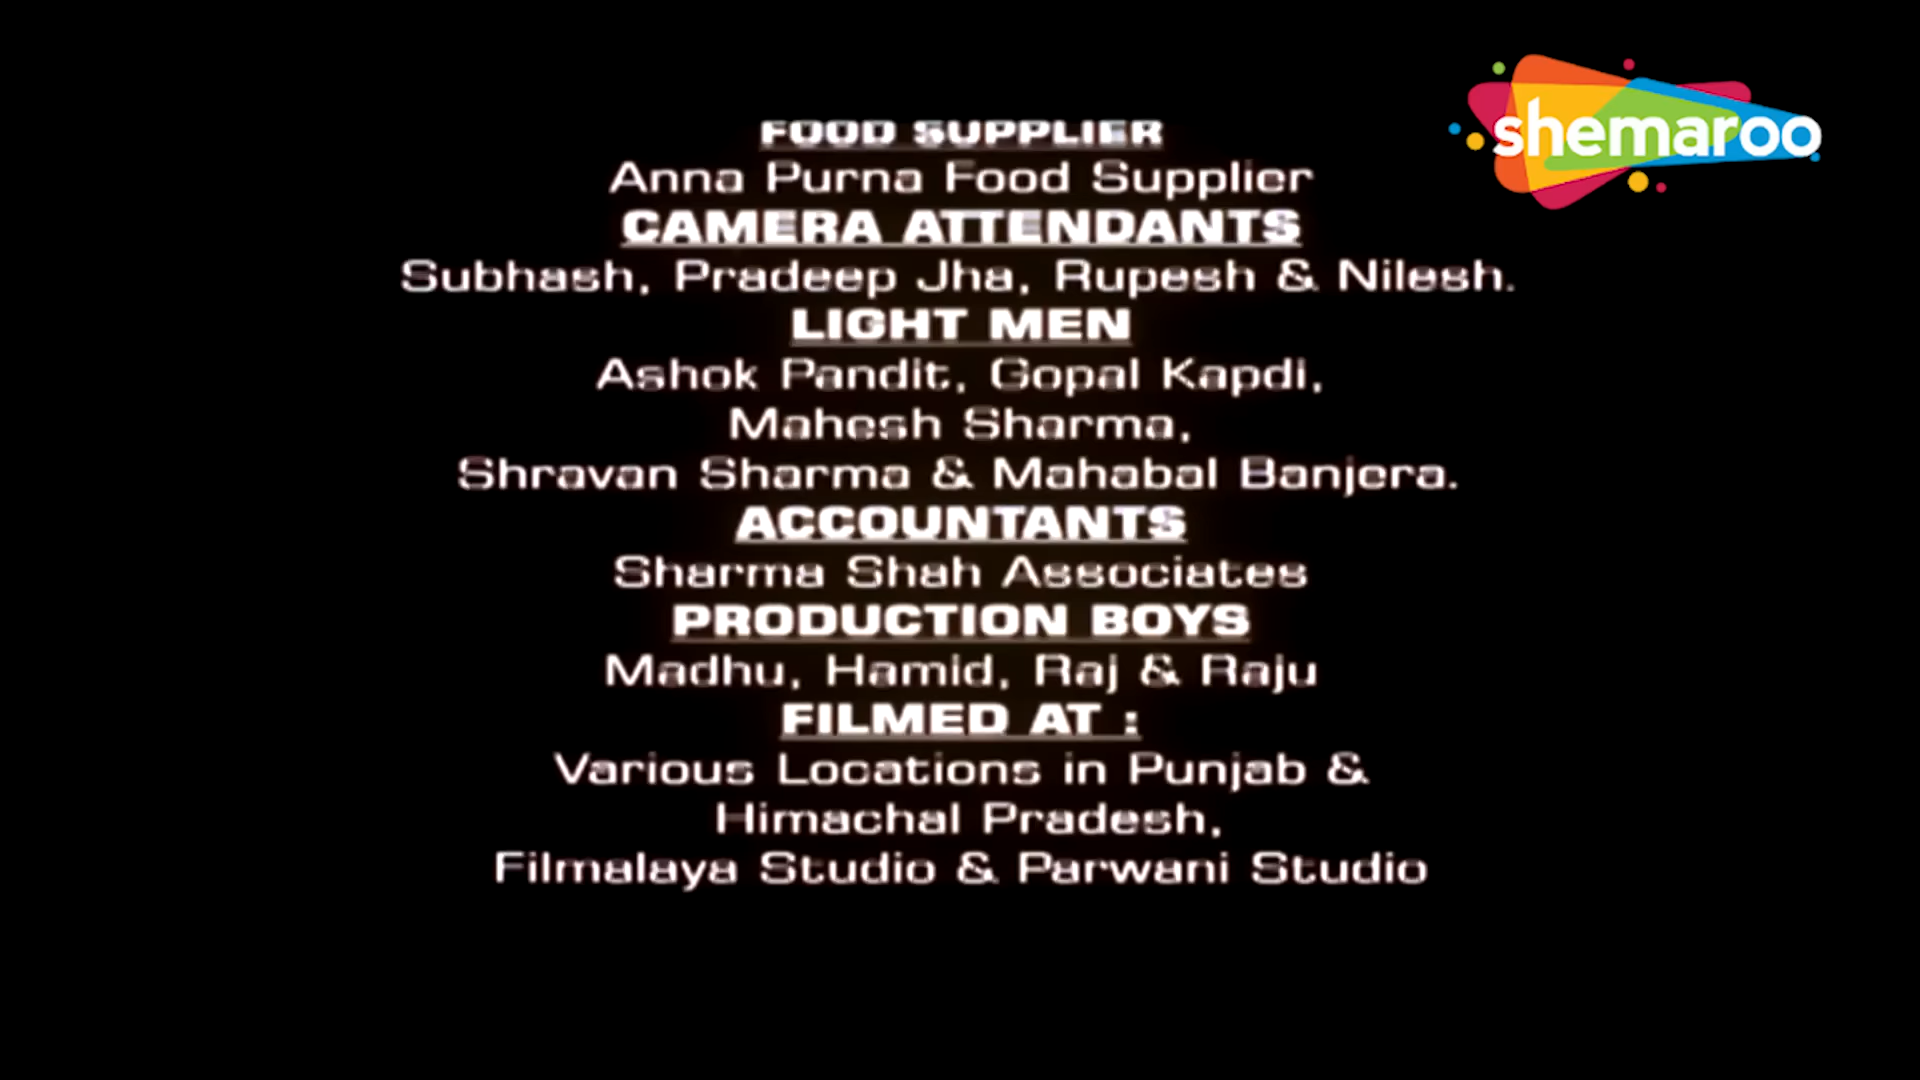 shemaroo
FOOD SUPPLIER
Anna Purna Food Supplier
CAMERA ATTENDANTS
Subhash, Pradeep Jha, Rupesh & Nilesh.
LIGHT MEN
Ashok Pandit, Gopal Kapdi,
Mahesh Sharma,
Shravan Sharma & Mahabal Banjera.
ACCOUNTANTS
Sharma Shah Associates
PRODUCTION BOYS
Madhu, Hamid, Raj & Raju
FILMED AT :
Various Locations in Punjab &
Himachal Pradesh,
Filmalaya Studio & Parwani Studio